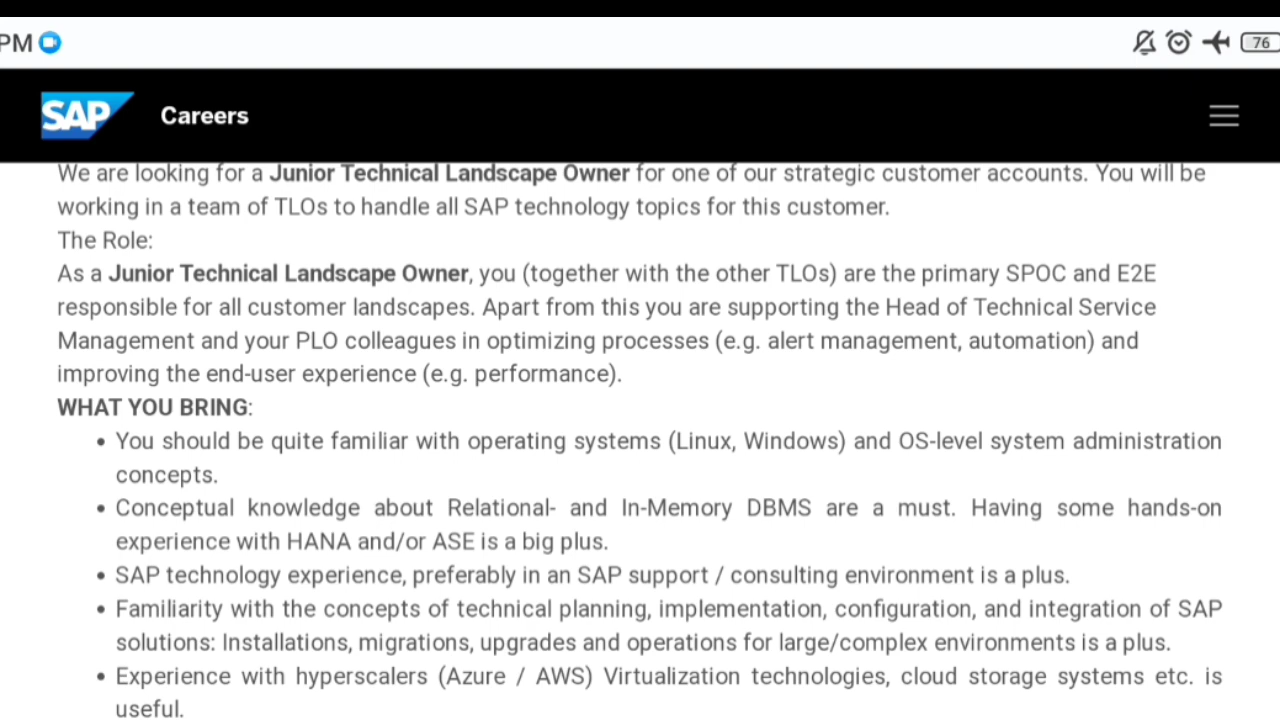 PM
76
SAP Careers
We are looking for a Junior Technical Landscape Owner for one of our strategic customer accounts. You will be
working in a team of TLOs to handle all SAP technology topics for this customer.
The Role:
As a Junior Technical Landscape Owner, you (together with the other TLOs) are the primary SPOC and E2E
responsible for all customer landscapes. Apart from this you are supporting the Head of Technical Service
Management and your PLO colleagues in optimizing processes (e.g. alert management, automation) and
improving the end-user experience (e.g. performance).
WHAT YOU BRING:
• You should be quite familiar with operating systems (Linux, Windows) and OS-level system administration
concepts.
• Conceptual knowledge about Relational- and In-Memory DBMS are a must. Having some hands-on
experience with HANA and/or ASE is a big plus.
• SAP technology experience, preferably in an SAP support / consulting environment is a plus.
• Familiarity with the concepts of technical planning, implementation, configuration, and integration of SAP
solutions: Installations, migrations, upgrades and operations for large/complex environments is a plus.
• Experience with hyperscalers (Azure / AWS) Virtualization technologies, cloud storage systems etc. is
useful.